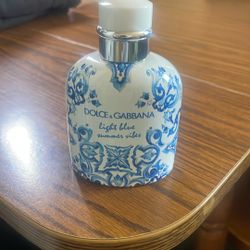 DOLCE & GABBANA
light blue
summer vibes